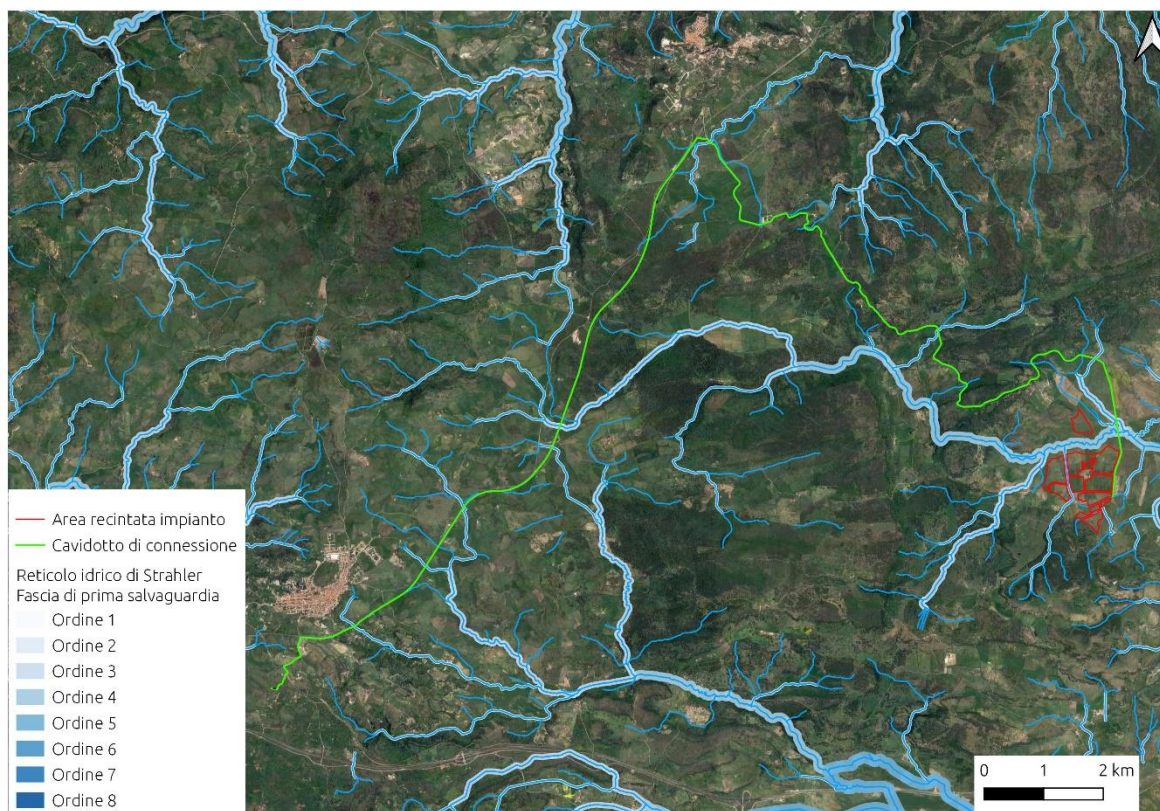 Area recintata impianto
Cavidotto di connessione
Reticolo idrico di Strahler
Fascia di prima salvaguardia
Ordine 1
Ordine 2
Ordine 3
Ordine 4
Ordine 5
Ordine 6
Ordine 7
Ordine 8
0 1 2 km